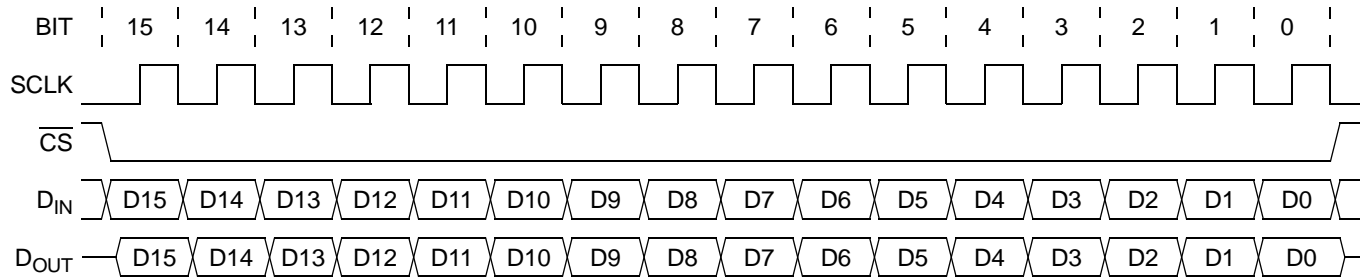 BIT 15 14 13 12 11 10 9 8 7 6 5 4 3 2 1 0
SCLK
CS
DIN D15 D14 D13 D12 D11 D10 D9 D8 D7 D6 D5 D4 D3 D2 D1 D0
DOUT D15 D14 D13 D12 D11 D10 D9 D8 D7 D6 D5 D4 D3 D2 D1 D0